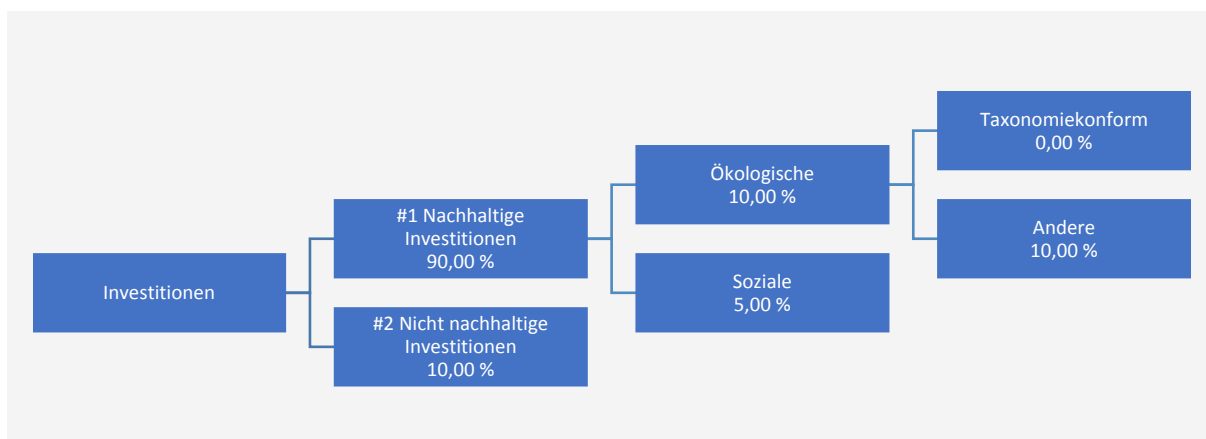 Investitionen
#1 Nachhaltige
Investitionen
90,00 %
#2 Nicht nachhaltige
Investitionen
10,00 %
Ökologische
10,00 %
Soziale
5,00 %
Taxonomiekonform
0,00 %
Andere
10,00 %